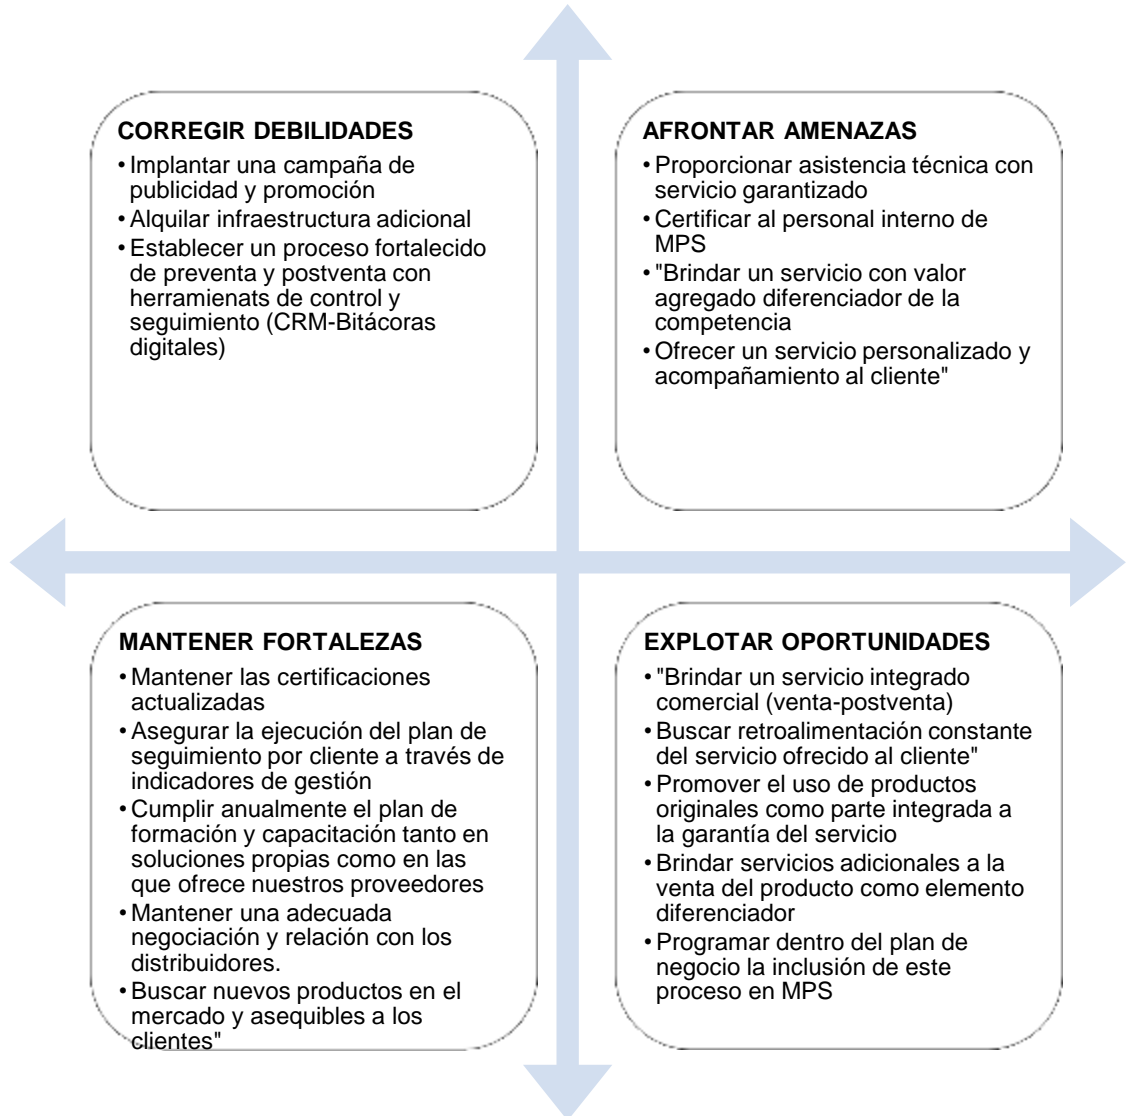 CORREGIR DEBILIDADES
• Implantar una campaña de
publicidad y promoción
• Alquilar infraestructura adicional
• Establecer un proceso fortalecido
de preventa y postventa con
herramienats de control y
seguimiento (CRM-Bitácoras
digitales)
AFRONTAR AMENAZAS
• Proporcionar asistencia técnica con
servicio garantizado
• Certificar al personal interno de
MPS
• "Brindar un servicio con valor
agregado diferenciador de la
competencia
• Ofrecer un servicio personalizado y
acompañamiento al cliente"
MANTENER FORTALEZAS
• Mantener las certificaciones
actualizadas
• Asegurar la ejecución del plan de
seguimiento por cliente a través de
indicadores de gestión
• Cumplir anualmente el plan de
formación y capacitación tanto en
soluciones propias como en las
que ofrece nuestros proveedores
• Mantener una adecuada
negociación y relación con los
distribuidores.
• Buscar nuevos productos en el
mercado y asequibles a los
clientes"
EXPLOTAR OPORTUNIDADES
• "Brindar un servicio integrado
comercial (venta-postventa)
• Buscar retroalimentación constante
del servicio ofrecido al cliente"
• Promover el uso de productos
originales como parte integrada a
la garantía del servicio
• Brindar servicios adicionales a la
venta del producto como elemento
diferenciador
• Programar dentro del plan de
negocio la inclusión de este
proceso en MPS